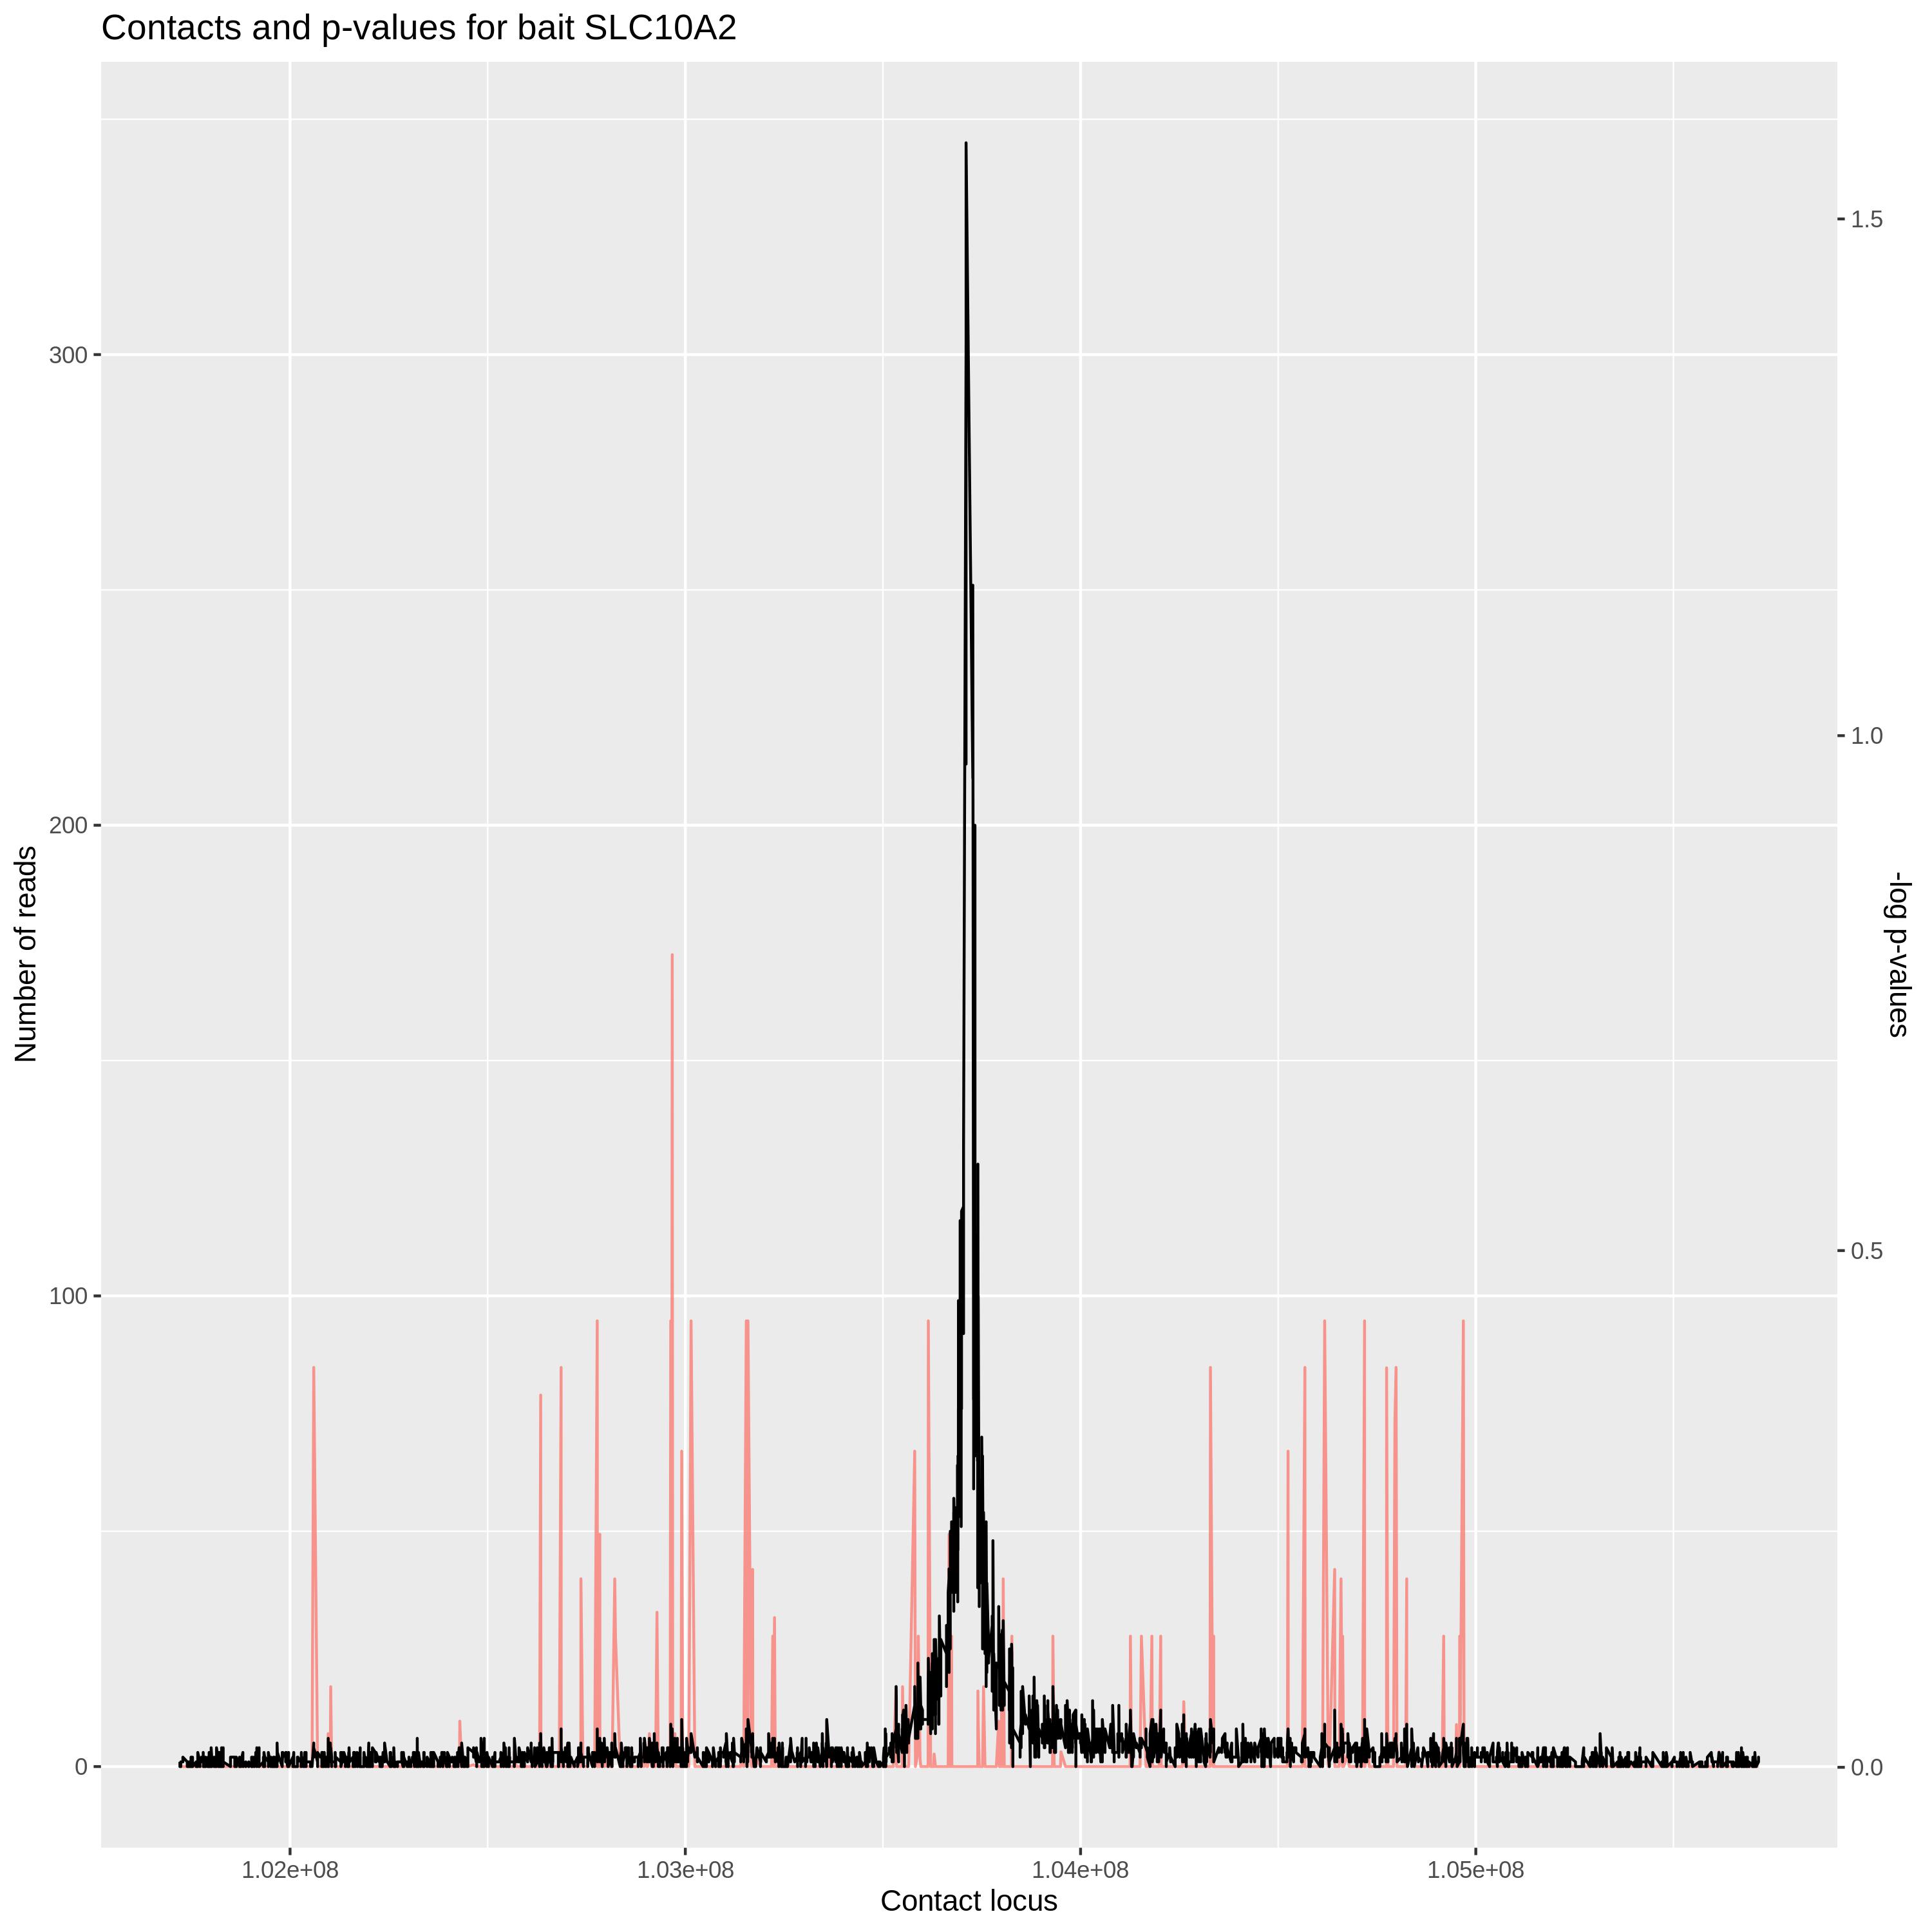 Contacts and p-values for bait SLC10A2
Number of reads
300
200
100
0
1.5
1.0
0.5
0.0
-log p-values
1.02e+08
1.03e+08
1.04e+08
1.05e+08
Contact locus